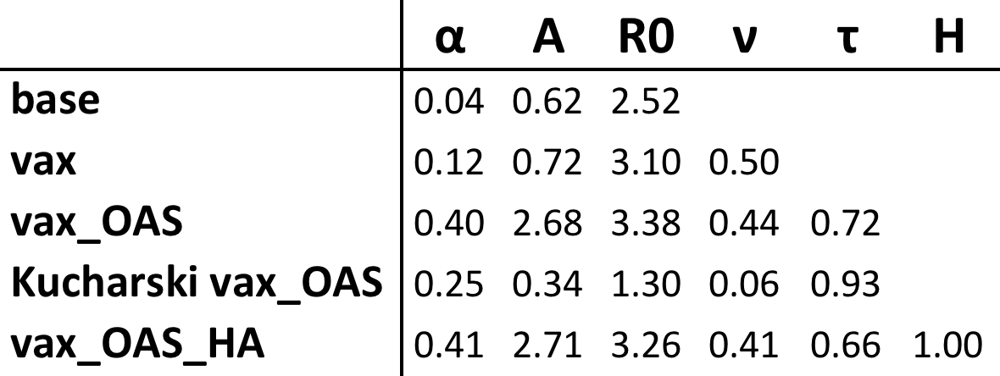 α A R0 ν τ H
base 0.04 0.62 2.52
vax 0.12 0.72 3.10 0.50
vax_OAS 0.40 2.68 3.38 0.44 0.72
Kucharski vax_OAS 0.25 0.34 1.30 0.06 0.93
vax_OAS_HA 0.41 2.71 3.26 0.41 0.66 1.00